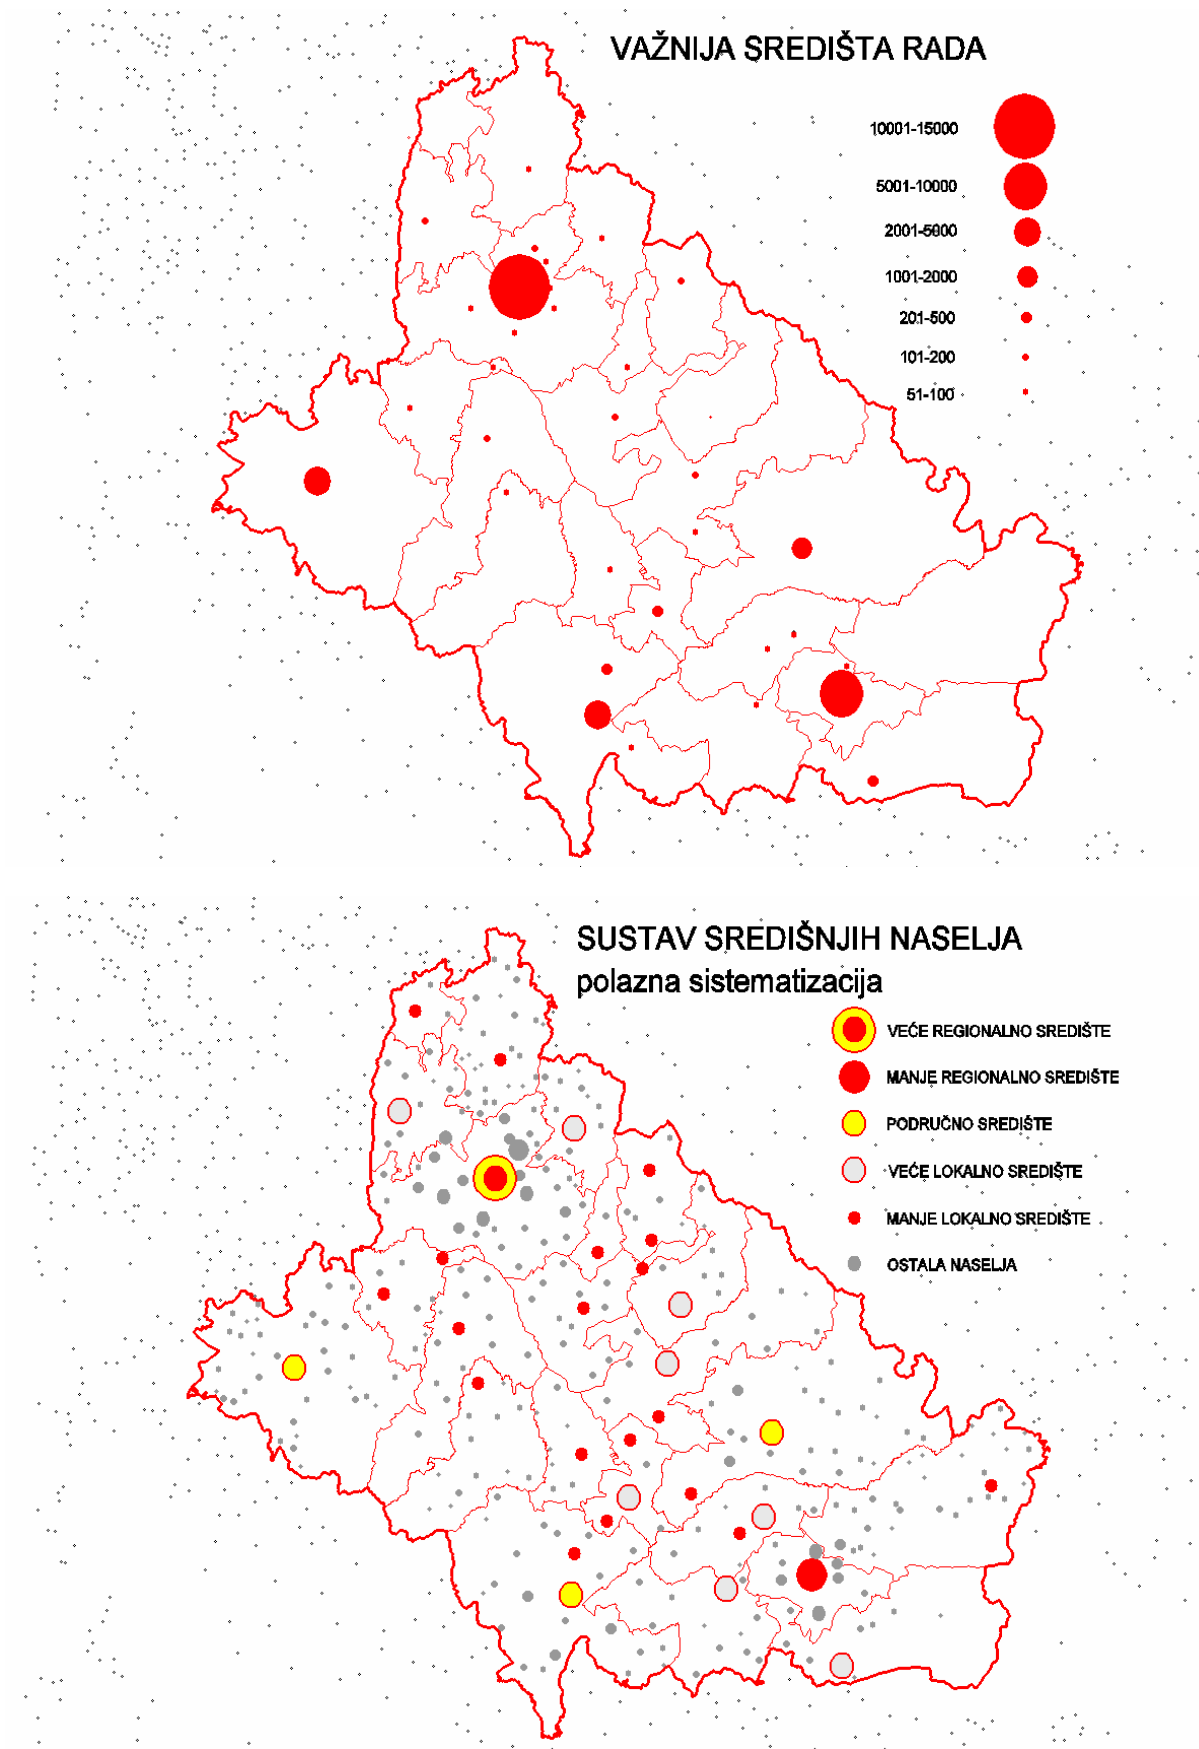 VAŽNIJA SREDIŠTA RADA
10001-15000
5001-10000
2001-5000
1001-2000
201-500
101-200
51-100
SUSTAV SREDIŠNJIH NASELJA
polazna sistematizacija
VEĆE REGIONALNO SREDIŠTE
MANJE REGIONALNO SREDIŠTE
PODRUČNO SREDIŠTE
VEĆE LOKALNO SREDIŠTE
MANJE LOKALNO SREDIŠTE
OSTALA NASELJA